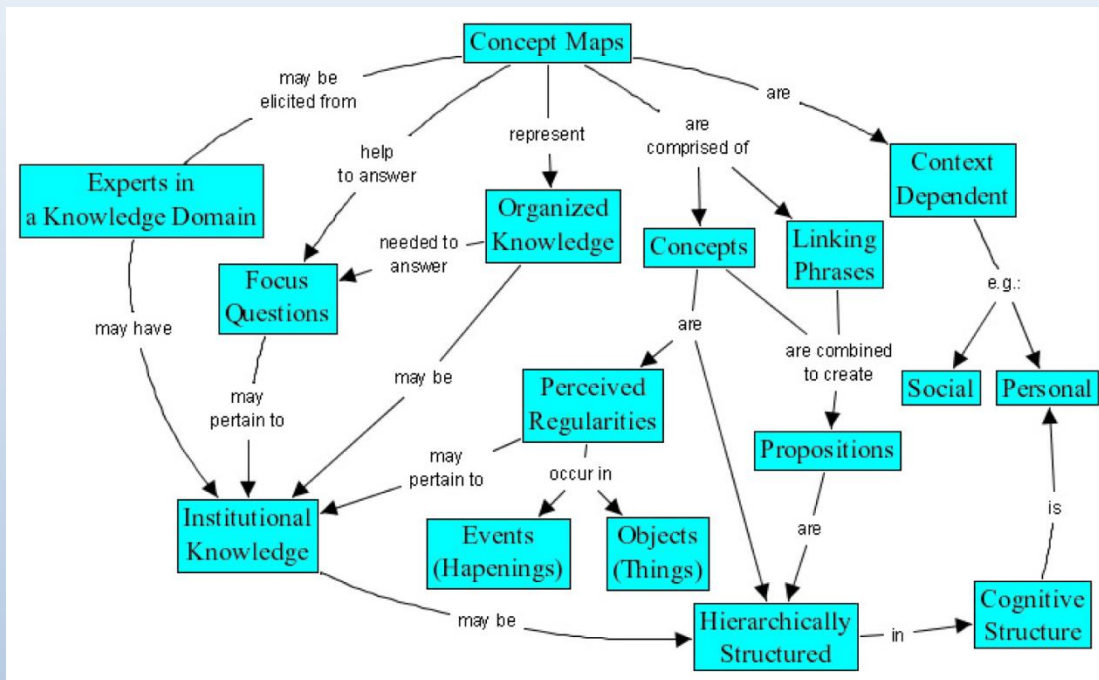 Concept Maps
may be
elicited from
help
to answer
represent
are
comprised of
are
Experts in
a Knowledge Domain
Organized
Knowledge
Concepts
Linking
Phrases
Context
Dependent
needed to
answer
Focus
Questions
e.g.:
may have
are
are combined
to create
may
pertain to
may be
Perceived
Regularities
Social
Personal
Propositions
may
pertain to
occur in
Institutional
Knowledge
Events
(Hapenings)
Objects
(Things)
are
is
may be
Hierarchically
Structured
in
Cognitive
Structure